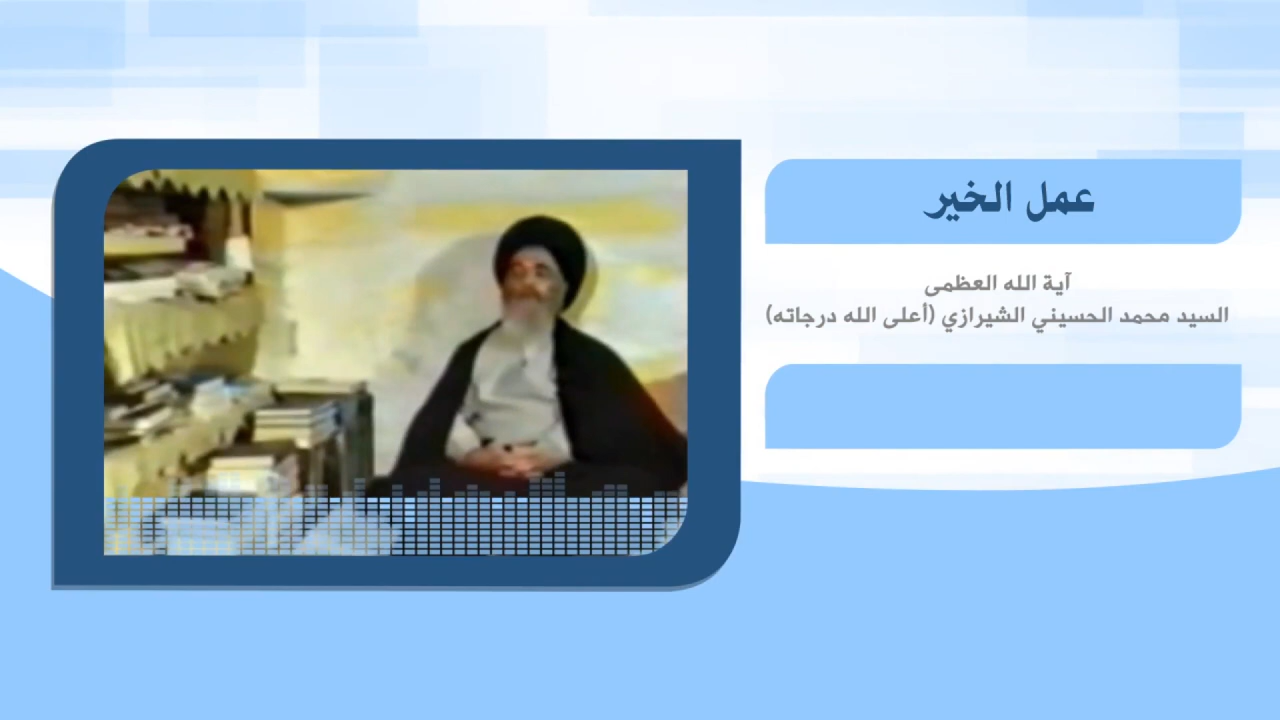 عمل الخير
آية الله العظمى
السيد محمد الحسيني الشيرازي (أعلى الله درجاته)